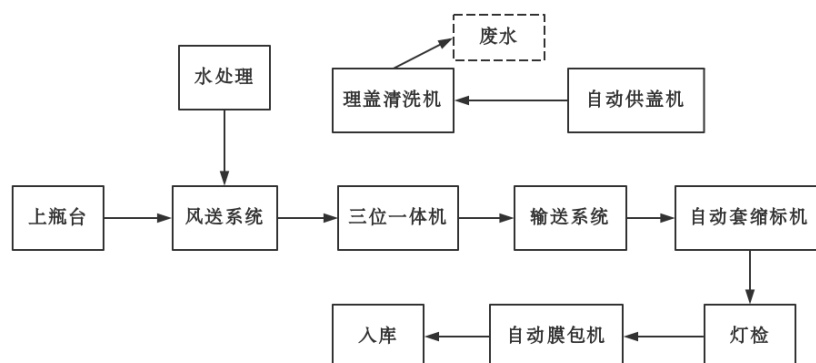 废水
水处理
理盖清洗机
自动供盖机
上瓶台
风送系统
三位一体机
输送系统
自动套缩标机
入库
自动膜包机
灯检